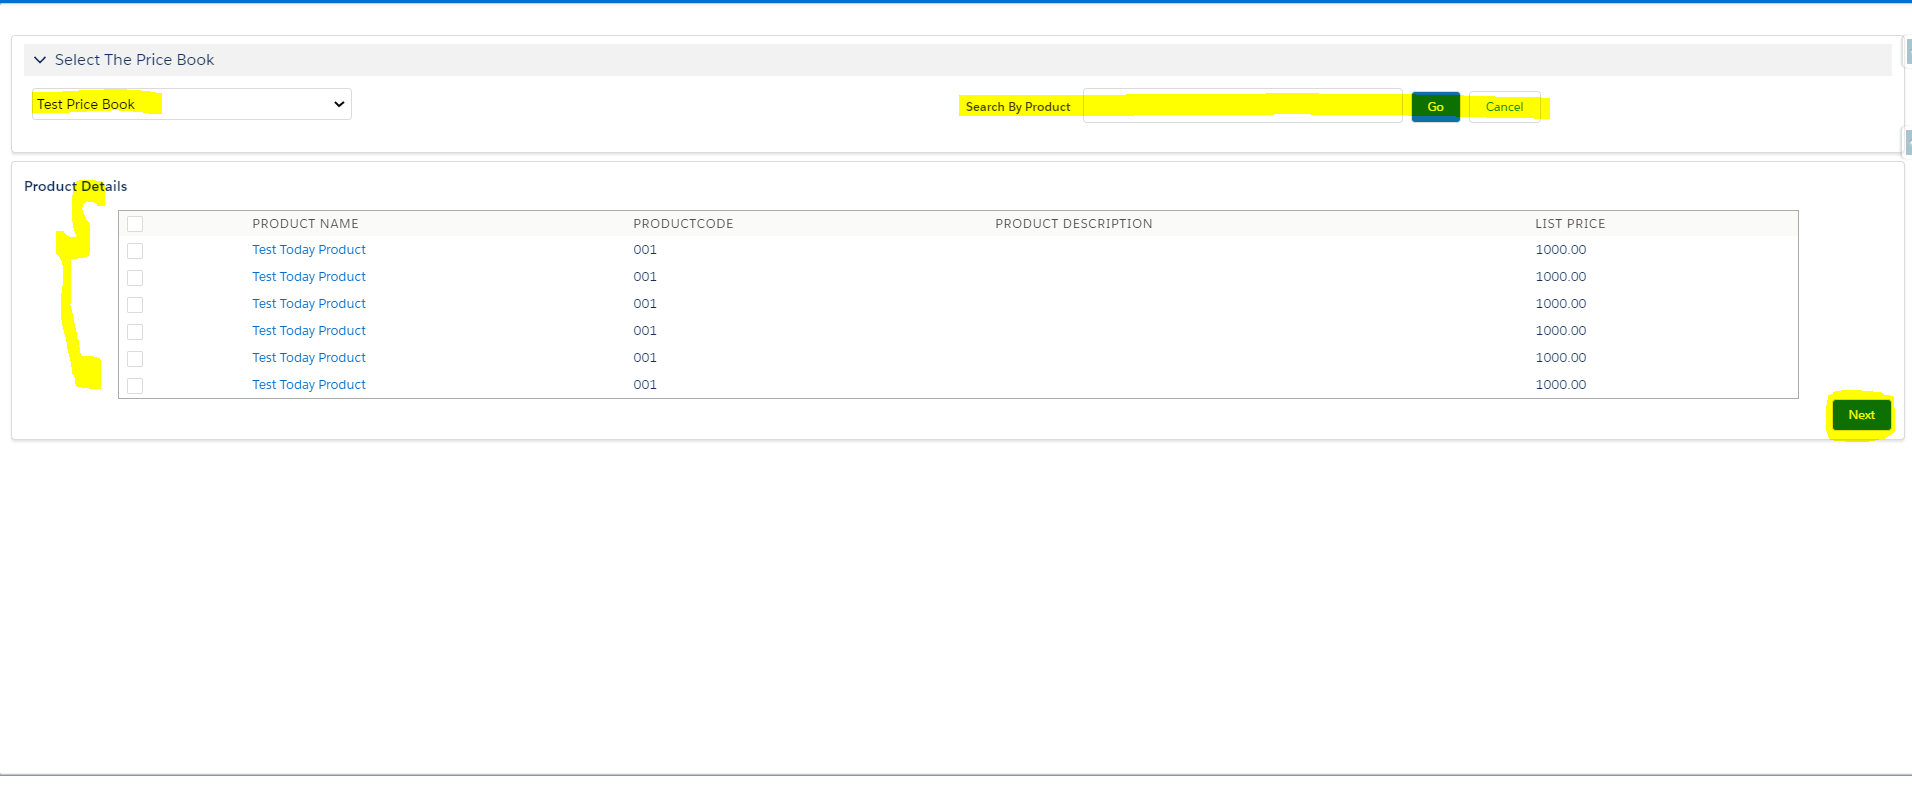 Select The Price Book
Test Price Book
Search By Product Go Cancel
Product Details
PRODUCT NAME PRODUCTCODE PRODUCT DESCRIPTION LIST PRICE
Test Today Product 001 1000.00
Test Today Product 001 1000.00
Test Today Product 001 1000.00
Test Today Product 001 1000.00
Test Today Product 001 1000.00
Test Today Product 001 1000.00
Next